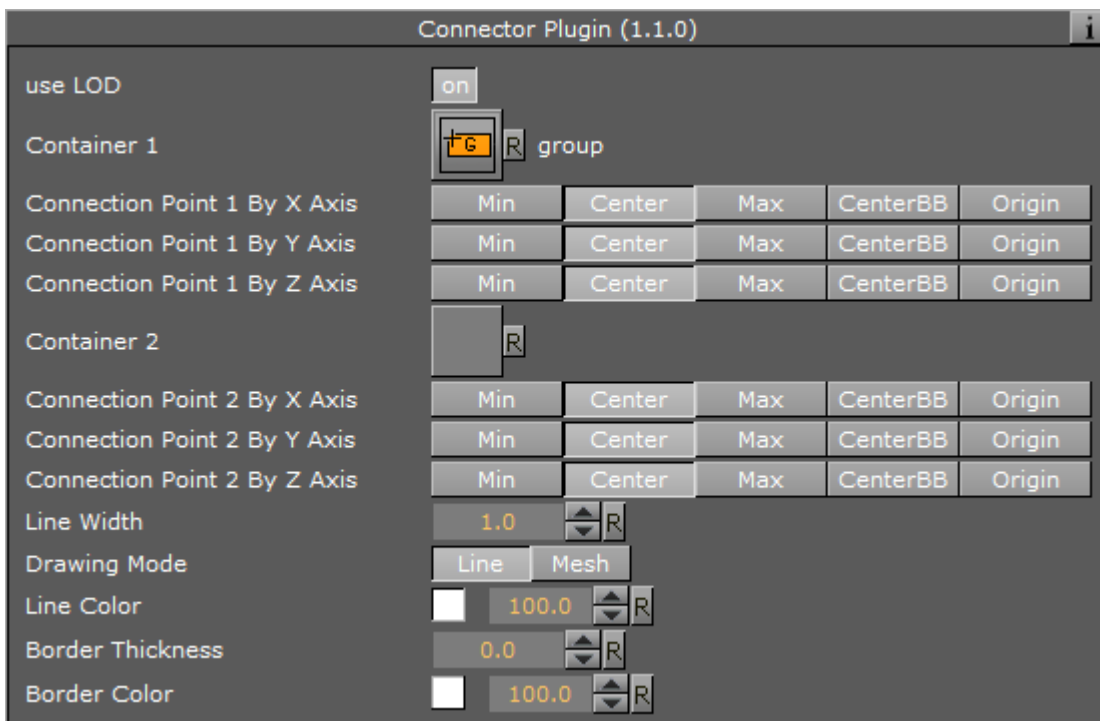 Connector Plugin (1.1.0) i
use LOD on
Container 1 G R group
Connection Point 1 By X Axis Min Center Max CenterBB Origin
Connection Point 1 By Y Axis Min Center Max CenterBB Origin
Connection Point 1 By Z Axis Min Center Max CenterBB Origin
Container 2 R
Connection Point 2 By X Axis Min Center Max CenterBB Origin
Connection Point 2 By Y Axis Min Center Max CenterBB Origin
Connection Point 2 By Z Axis Min Center Max CenterBB Origin
Line Width 1.0 R
Drawing Mode Line Mesh
Line Color 100.0 R
Border Thickness 0.0 R
Border Color 100.0 R